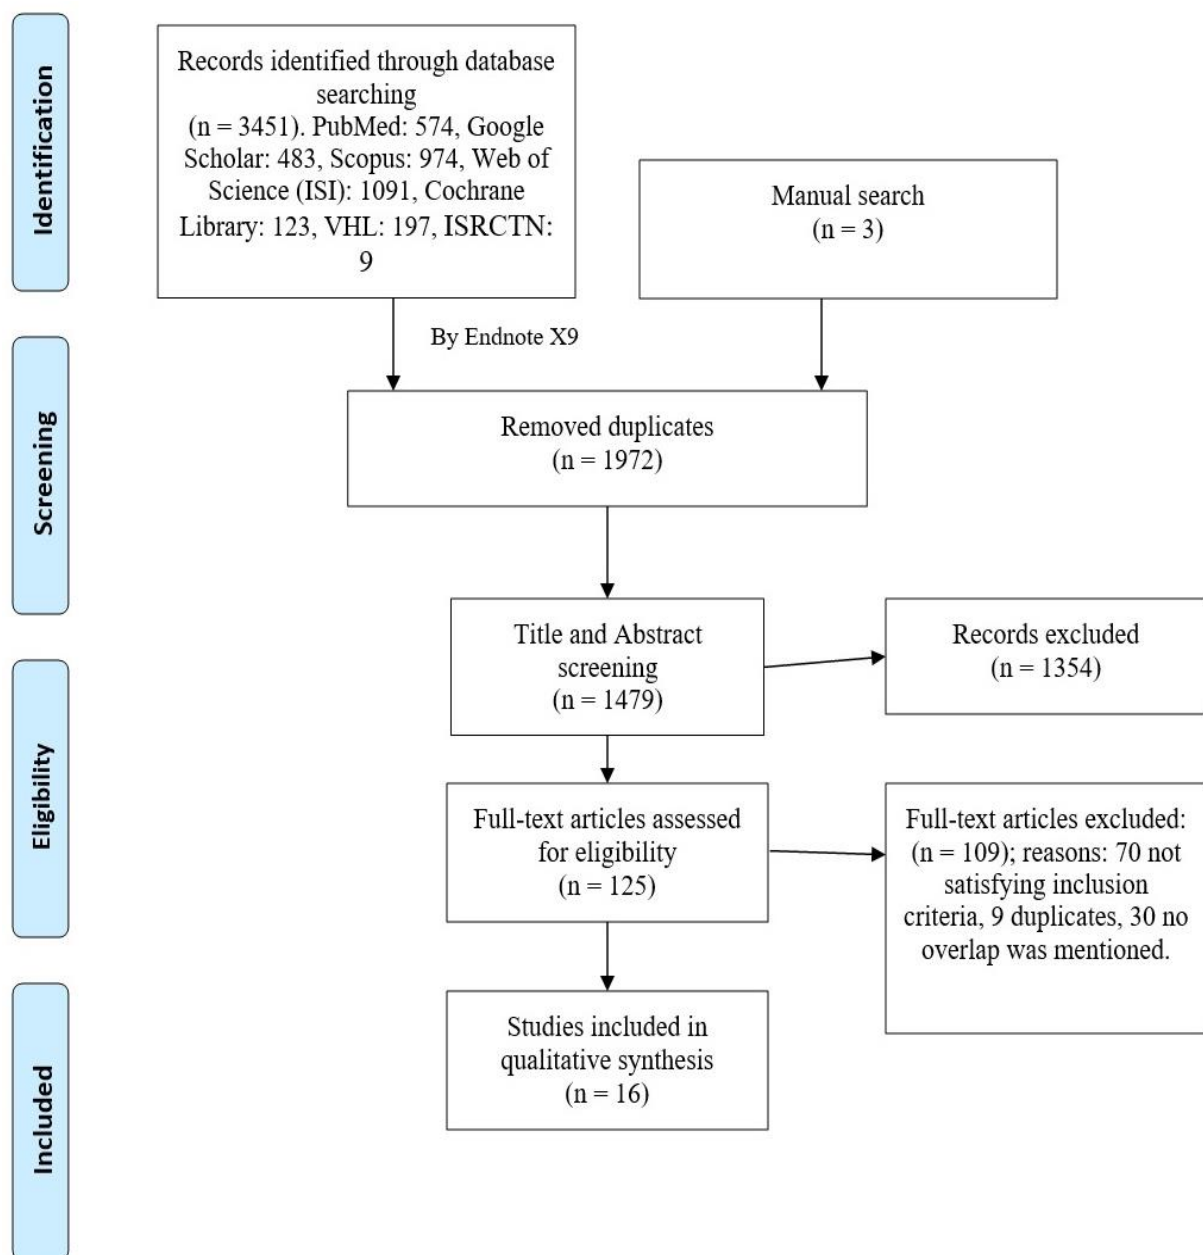 Identification
Records identified through database
searching
(n = 3451). PubMed: 574, Google
Scholar: 483, Scopus: 974, Web of
Science (ISI): 1091, Cochrane
Library: 123, VHL: 197, ISRCTN:
9
Manual search
(n = 3)
By Endnote X9
Screening
Removed duplicates
(n = 1972)
Title and Abstract
screening
(n = 1479)
Records excluded
(n = 1354)
Eligibility
Full-text articles assessed
for eligibility
(n = 125)
Full-text articles excluded:
(n = 109); reasons: 70 not
satisfying inclusion
criteria, 9 duplicates, 30 no
overlap was mentioned.
Included
Studies included in
qualitative synthesis
(n = 16)